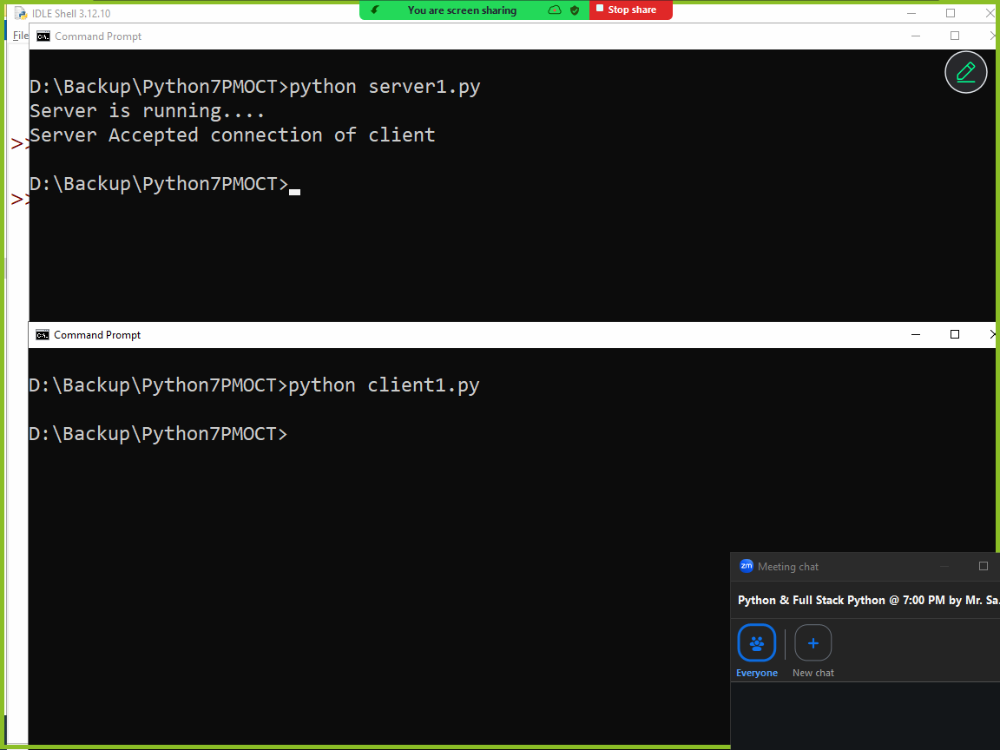 IDLE Shell 3.12.10
You are screen sharing
Stop share
File
Command Prompt
D:\Backup\Python7PMOCT>python server1.py
Server is running....
Server Accepted connection of client
>>
D:\Backup\Python7PMOCT>
>>
Command Prompt
D:\Backup\Python7PMOCT>python client1.py
D:\Backup\Python7PMOCT>
zm Meeting chat
Python & Full Stack Python @ 7:00 PM by Mr. Sa..
Everyone
New chat